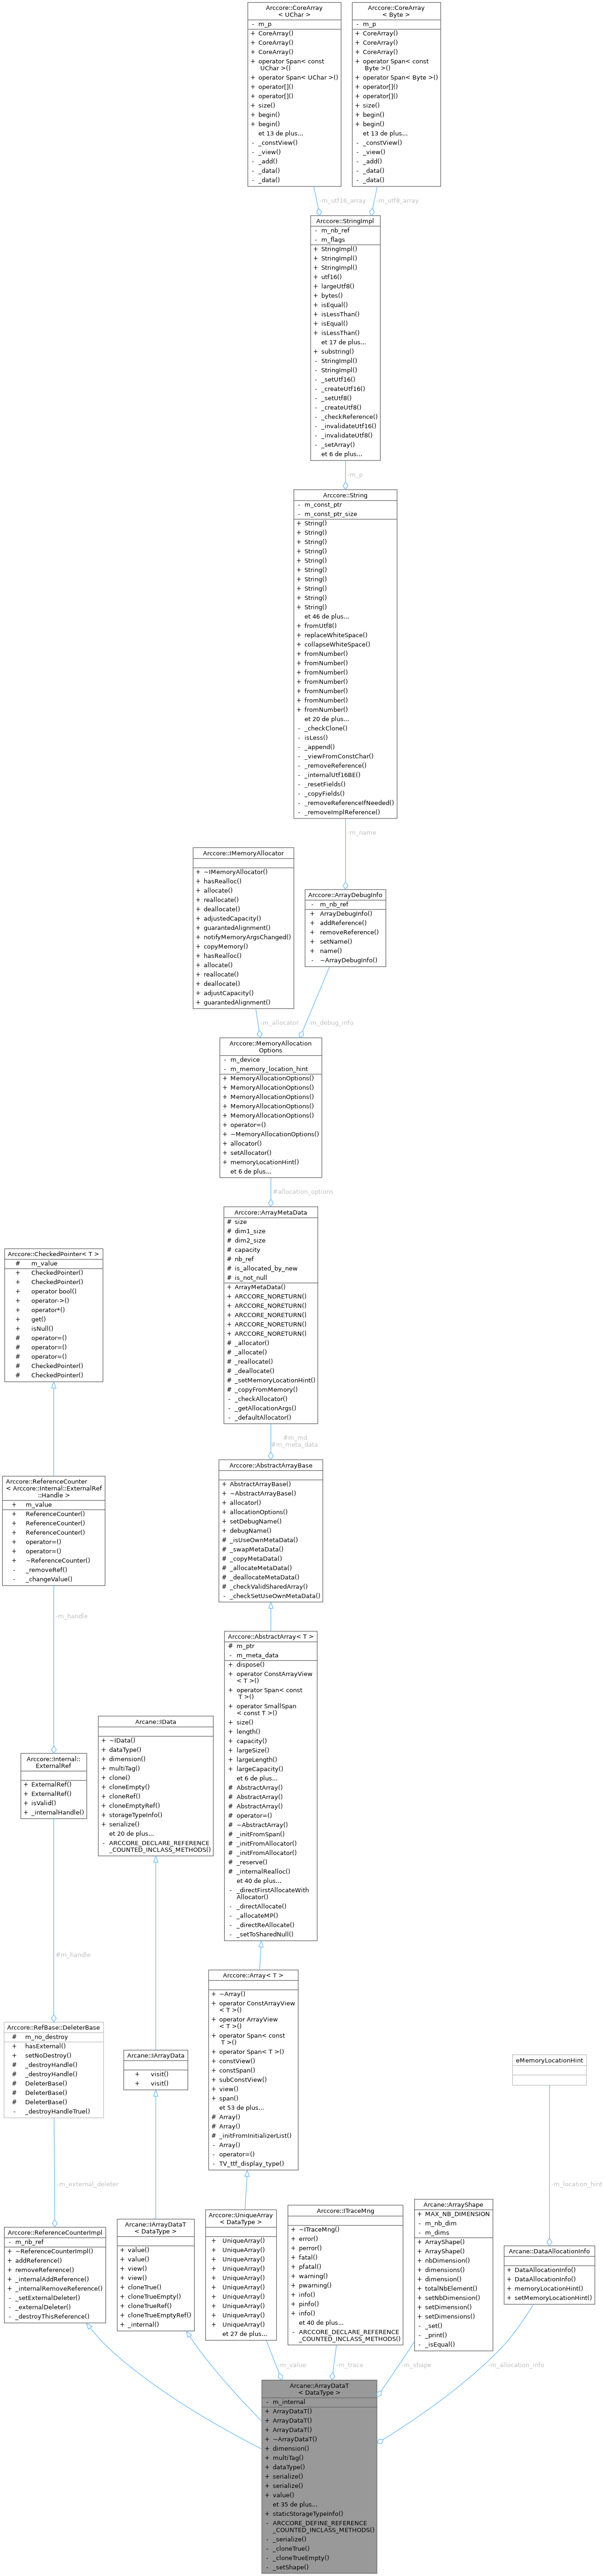 Arccore::CoreArray
< UChar >
- m_p
+ CoreArray()
+ CoreArray()
+ CoreArray()
+ operator Span< const
UChar >()
+ operator Span< UChar >()
+ operator[]()
+ operator[]()
+ size()
+ begin()
+ begin()
et 13 de plus...
- _constView()
- _view()
- _add()
- _data()
- _data()
Arccore::CoreArray
< Byte >
- m_p
+ CoreArray()
+ CoreArray()
+ CoreArray()
+ operator Span< const
Byte >()
+ operator Span< Byte >()
+ operator[]()
+ operator[]()
+ size()
+ begin()
+ begin()
et 13 de plus...
- _constView()
- _view()
- _add()
- _data()
- _data()
-m_utf16_array
-m_utf8_array
Arccore::StringImpl
- m_nb_ref
- m_flags
+ StringImpl()
+ StringImpl()
+ StringImpl()
+ utf16()
+ largeUtf8()
+ bytes()
+ isEqual()
+ isLessThan()
+ isEqual()
+ isLessThan()
et 17 de plus...
+ substring()
- StringImpl()
- StringImpl()
- _setUtf16()
- _createUtf16()
- _setUtf8()
- _createUtf8()
- _checkReference()
- _invalidateUtf16()
- _invalidateUtf8()
- _setArray()
et 6 de plus...
-m_p
Arccore::String
- m_const_ptr
- m_const_ptr_size
+ String()
+ String()
+ String()
+ String()
+ String()
+ String()
+ String()
+ String()
+ String()
+ String()
et 46 de plus...
+ fromUtf8()
+ replaceWhiteSpace()
+ collapseWhiteSpace()
+ fromNumber()
+ fromNumber()
+ fromNumber()
+ fromNumber()
+ fromNumber()
+ fromNumber()
+ fromNumber()
et 20 de plus...
- _checkClone()
- isLess()
- _append()
- _viewFromConstChar()
- _removeReference()
- _internalUtf16BE()
- _resetFields()
- _copyFields()
- _removeReferenceIfNeeded()
- _removeImplReference()
-m_name
Arccore::IMemoryAllocator
+ ~IMemoryAllocator()
+ hasRealloc()
+ allocate()
+ reallocate()
+ deallocate()
+ adjustedCapacity()
+ guarantedAlignment()
+ notifyMemoryArgsChanged()
+ copyMemory()
+ hasRealloc()
+ allocate()
+ reallocate()
+ deallocate()
+ adjustCapacity()
+ guarantedAlignment()
Arccore::ArrayDebugInfo
- m_nb_ref
+ ArrayDebugInfo()
+ addReference()
+ removeReference()
+ setName()
+ name()
- ~ArrayDebugInfo()
-m_allocator
-m_debug_info
Arccore::MemoryAllocation
Options
- m_device
- m_memory_location_hint
+ MemoryAllocationOptions()
+ MemoryAllocationOptions()
+ MemoryAllocationOptions()
+ MemoryAllocationOptions()
+ MemoryAllocationOptions()
+ operator=()
+ ~MemoryAllocationOptions()
+ allocator()
+ setAllocator()
+ memoryLocationHint()
et 6 de plus...
#allocation_options
Arccore::ArrayMetaData
# size
# dim1_size
# dim2_size
# capacity
# nb_ref
# is_allocated_by_new
# is_not_null
+ ArrayMetaData()
+ ARCCORE_NORETURN()
+ ARCCORE_NORETURN()
+ ARCCORE_NORETURN()
+ ARCCORE_NORETURN()
+ ARCCORE_NORETURN()
# _allocator()
# _allocate()
# _reallocate()
# _deallocate()
# _setMemoryLocationHint()
# _copyFromMemory()
- _checkAllocator()
- _getAllocationArgs()
- _defaultAllocator()
#m_md
#m_meta_data
Arccore::CheckedPointer< T >
# m_value
+ CheckedPointer()
+ CheckedPointer()
+ operator bool()
+ operator->()
+ operator*()
+ get()
+ isNull()
# operator=()
# operator=()
# operator=()
# CheckedPointer()
# CheckedPointer()
Arccore::AbstractArrayBase
+ AbstractArrayBase()
+ ~AbstractArrayBase()
+ allocator()
+ allocationOptions()
+ setDebugName()
+ debugName()
# _isUseOwnMetaData()
# _swapMetaData()
# _copyMetaData()
# _allocateMetaData()
# _deallocateMetaData()
# _checkValidSharedArray()
- _checkSetUseOwnMetaData()
Arccore::ReferenceCounter
< Arccore::Internal::ExternalRef
::Handle >
+ m_value
+ ReferenceCounter()
+ ReferenceCounter()
+ ReferenceCounter()
+ operator=()
+ operator=()
+ ~ReferenceCounter()
- _removeRef()
- _changeValue()
-m_handle
Arccore::AbstractArray< T >
# m_ptr
- m_meta_data
+ dispose()
+ operator ConstArrayView
< T >()
+ operator Span< const
T >()
+ operator SmallSpan
< const T >()
+ size()
+ length()
+ capacity()
+ largeSize()
+ largeLength()
+ largeCapacity()
et 6 de plus...
# AbstractArray()
# AbstractArray()
# AbstractArray()
# operator=()
# ~AbstractArray()
# _initFromSpan()
# _initFromAllocator()
# _initFromAllocator()
# _reserve()
# _internalRealloc()
et 40 de plus...
- _directFirstAllocateWith
Allocator()
- _directAllocate()
- _allocateMP()
- _directReAllocate()
- _setToSharedNull()
Arcane::IData
+ ~IData()
+ dataType()
+ dimension()
+ multiTag()
+ clone()
+ cloneEmpty()
+ cloneRef()
+ cloneEmptyRef()
+ storageTypeInfo()
+ serialize()
et 20 de plus...
- ARCCORE_DECLARE_REFERENCE
_COUNTED_INCLASS_METHODS()
Arccore::Internal::
ExternalRef
+ ExternalRef()
+ ExternalRef()
+ isValid()
+ _internalHandle()
#m_handle
Arccore::Array< T >
+ ~Array()
+ operator ConstArrayView
< T >()
+ operator ArrayView
< T >()
+ operator Span< const
T >()
+ operator Span< T >()
+ constView()
+ constSpan()
+ subConstView()
+ view()
+ span()
et 53 de plus...
# Array()
# Array()
# _initFromInitializerList()
- Array()
- operator=()
- TV_ttf_display_type()
Arccore::RefBase::DeleterBase
# m_no_destroy
+ hasExternal()
+ setNoDestroy()
# _destroyHandle()
# _destroyHandle()
# DeleterBase()
# DeleterBase()
# DeleterBase()
- _destroyHandleTrue()
Arcane::IArrayData
+ visit()
+ visit()
eMemoryLocationHint
-m_external_deleter
-m_location_hint
Arccore::ReferenceCounterImpl
- m_nb_ref
+ ~ReferenceCounterImpl()
+ addReference()
+ removeReference()
+ _internalAddReference()
+ _internalRemoveReference()
- _setExternalDeleter()
- _externalDeleter()
- _destroyThisReference()
Arcane::IArrayDataT
< DataType >
+ value()
+ value()
+ view()
+ view()
+ cloneTrue()
+ cloneTrueEmpty()
+ cloneTrueRef()
+ cloneTrueEmptyRef()
+ _internal()
Arccore::UniqueArray
< DataType >
+ UniqueArray()
+ UniqueArray()
+ UniqueArray()
+ UniqueArray()
+ UniqueArray()
+ UniqueArray()
+ UniqueArray()
+ UniqueArray()
+ UniqueArray()
+ UniqueArray()
et 27 de plus...
Arccore::ITraceMng
+ ~ITraceMng()
+ error()
+ perror()
+ fatal()
+ pfatal()
+ warning()
+ pwarning()
+ info()
+ pinfo()
+ info()
et 40 de plus...
- ARCCORE_DECLARE_REFERENCE
_COUNTED_INCLASS_METHODS()
Arcane::ArrayShape
+ MAX_NB_DIMENSION
- m_nb_dim
- m_dims
+ ArrayShape()
+ ArrayShape()
+ nbDimension()
+ dimensions()
+ dimension()
+ totalNbElement()
+ setNbDimension()
+ setDimension()
+ setDimensions()
- _set()
- _print()
- _isEqual()
Arcane::DataAllocationInfo
+ DataAllocationInfo()
+ DataAllocationInfo()
+ memoryLocationHint()
+ setMemoryLocationHint()
-m_value
-m_trace
-m_shape
-m_allocation_info
Arcane::ArrayDataT
< DataType >
- m_internal
+ ArrayDataT()
+ ArrayDataT()
+ ArrayDataT()
+ ~ArrayDataT()
+ dimension()
+ multiTag()
+ dataType()
+ serialize()
+ serialize()
+ value()
et 35 de plus...
+ staticStorageTypeInfo()
- ARCCORE_DEFINE_REFERENCE
_COUNTED_INCLASS_METHODS()
- _serialize()
- _cloneTrue()
- _cloneTrueEmpty()
- _setShape()